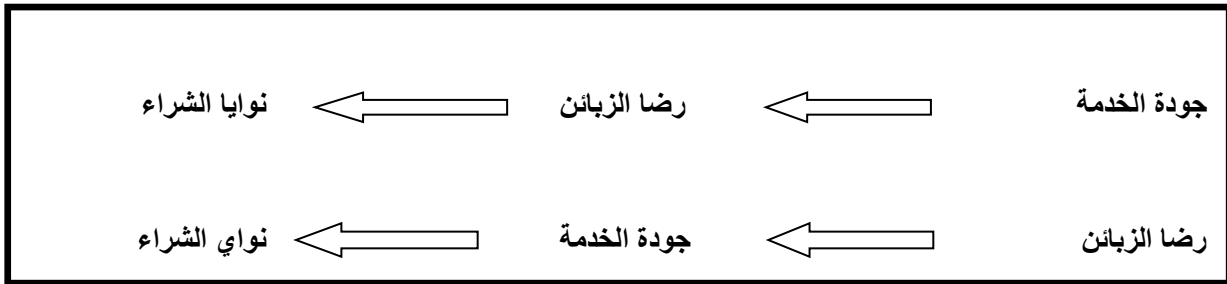 جودة الخدمة رضا الزبائن نوايا الشراء
رضا الزبائن جودة الخدمة نواي الشراء